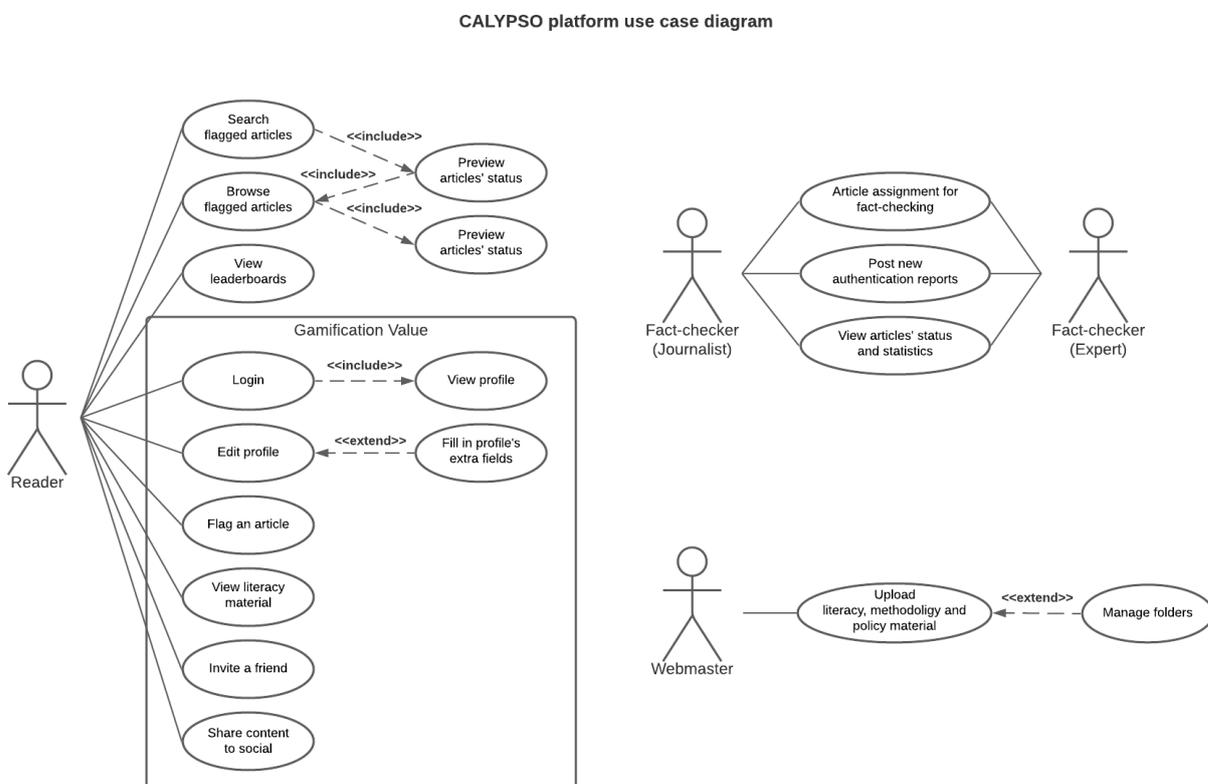 CALYPSO platform use case diagram
Search
flagged articles
<<include>>
Preview
articles' status
<<include>>
Browse
flagged articles
<<include>>
Preview
articles' status
View
leaderboards
Gamification Value
Login
<<include>>
View profile
Edit profile
<<extend>>
Fill in profile's
extra fields
Flag an article
View literacy
material
Invite a friend
Share content
to social
Reader
Article assignment for
fact-checking
Post new
authentication reports
View articles' status
and statistics
Fact-checker
(Journalist)
Fact-checker
(Expert)
Upload
literacy, methodoligy and
policy material
<<extend>>
Manage folders
Webmaster